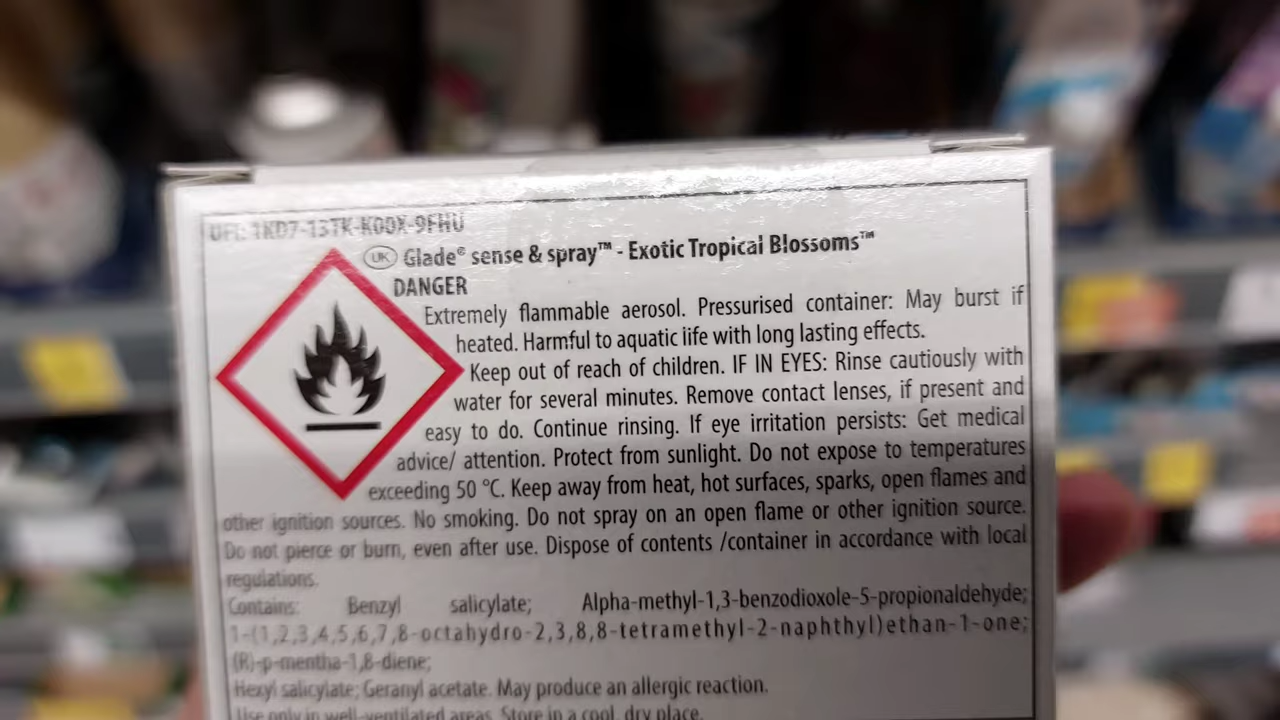 UFI: 1KD7-13TK-K00X-9FHU
UK Glade® sense & spray™ - Exotic Tropical Blossoms™
DANGER
Extremely flammable aerosol. Pressurised container: May burst if
heated. Harmful to aquatic life with long lasting effects.
Keep out of reach of children. IF IN EYES: Rinse cautiously with
water for several minutes. Remove contact lenses, if present and
easy to do. Continue rinsing. If eye irritation persists: Get medical
advice/ attention. Protect from sunlight. Do not expose to temperatures
exceeding 50 °C. Keep away from heat, hot surfaces, sparks, open flames and
other ignition sources. No smoking. Do not spray on an open flame or other ignition source.
Do not pierce or burn, even after use. Dispose of contents /container in accordance with local
regulations.
Contains: Benzyl salicylate; Alpha-methyl-1,3-benzodioxole-5-propionaldehyde;
1-(1,2,3,4,5,6,7,8-octahydro-2,3,8,8-tetramethyl-2-naphthyl)ethan-1-one;
(R)-p-mentha-1,8-diene;
Hexyl salicylate; Geranyl acetate. May produce an allergic reaction.
Use only in well-ventilated areas. Store in a cool, dry place.